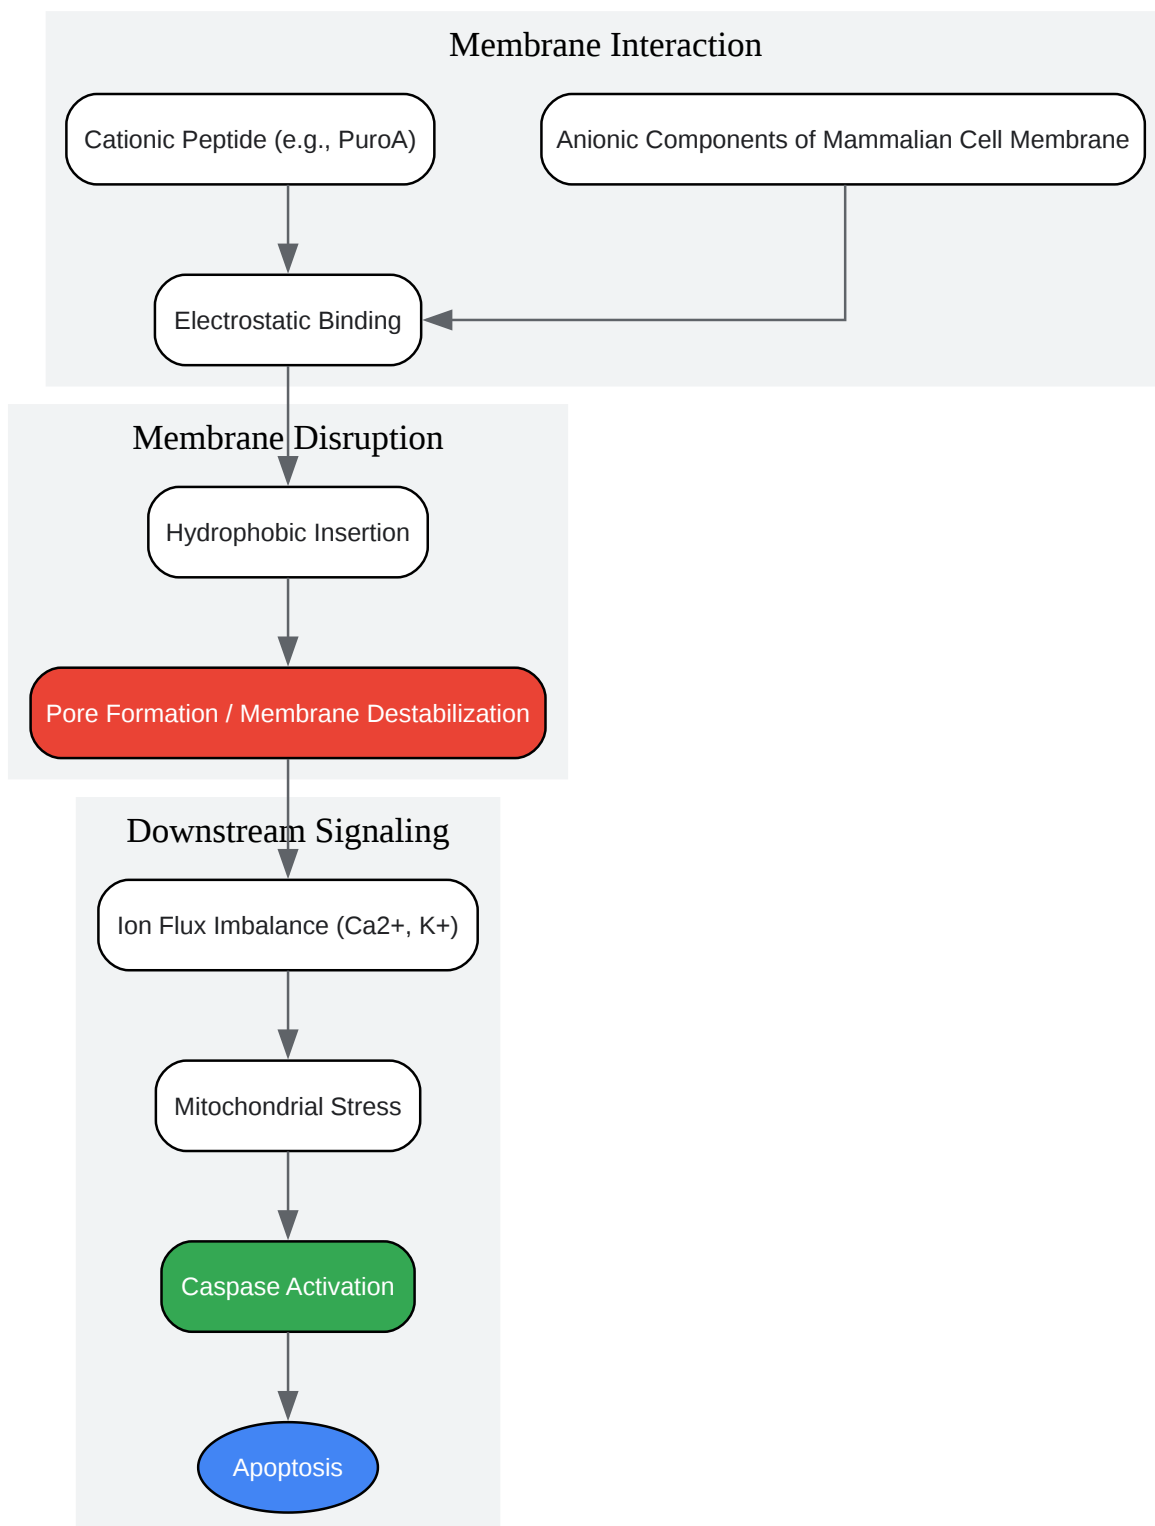 Membrane Interaction
Cationic Peptide (e.g., PuroA)
Anionic Components of Mammalian Cell Membrane
Electrostatic Binding
Membrane Disruption
Hydrophobic Insertion
Pore Formation / Membrane Destabilization
Downstream Signaling
Ion Flux Imbalance (Ca2+, K+)
Mitochondrial Stress
Caspase Activation
Apoptosis